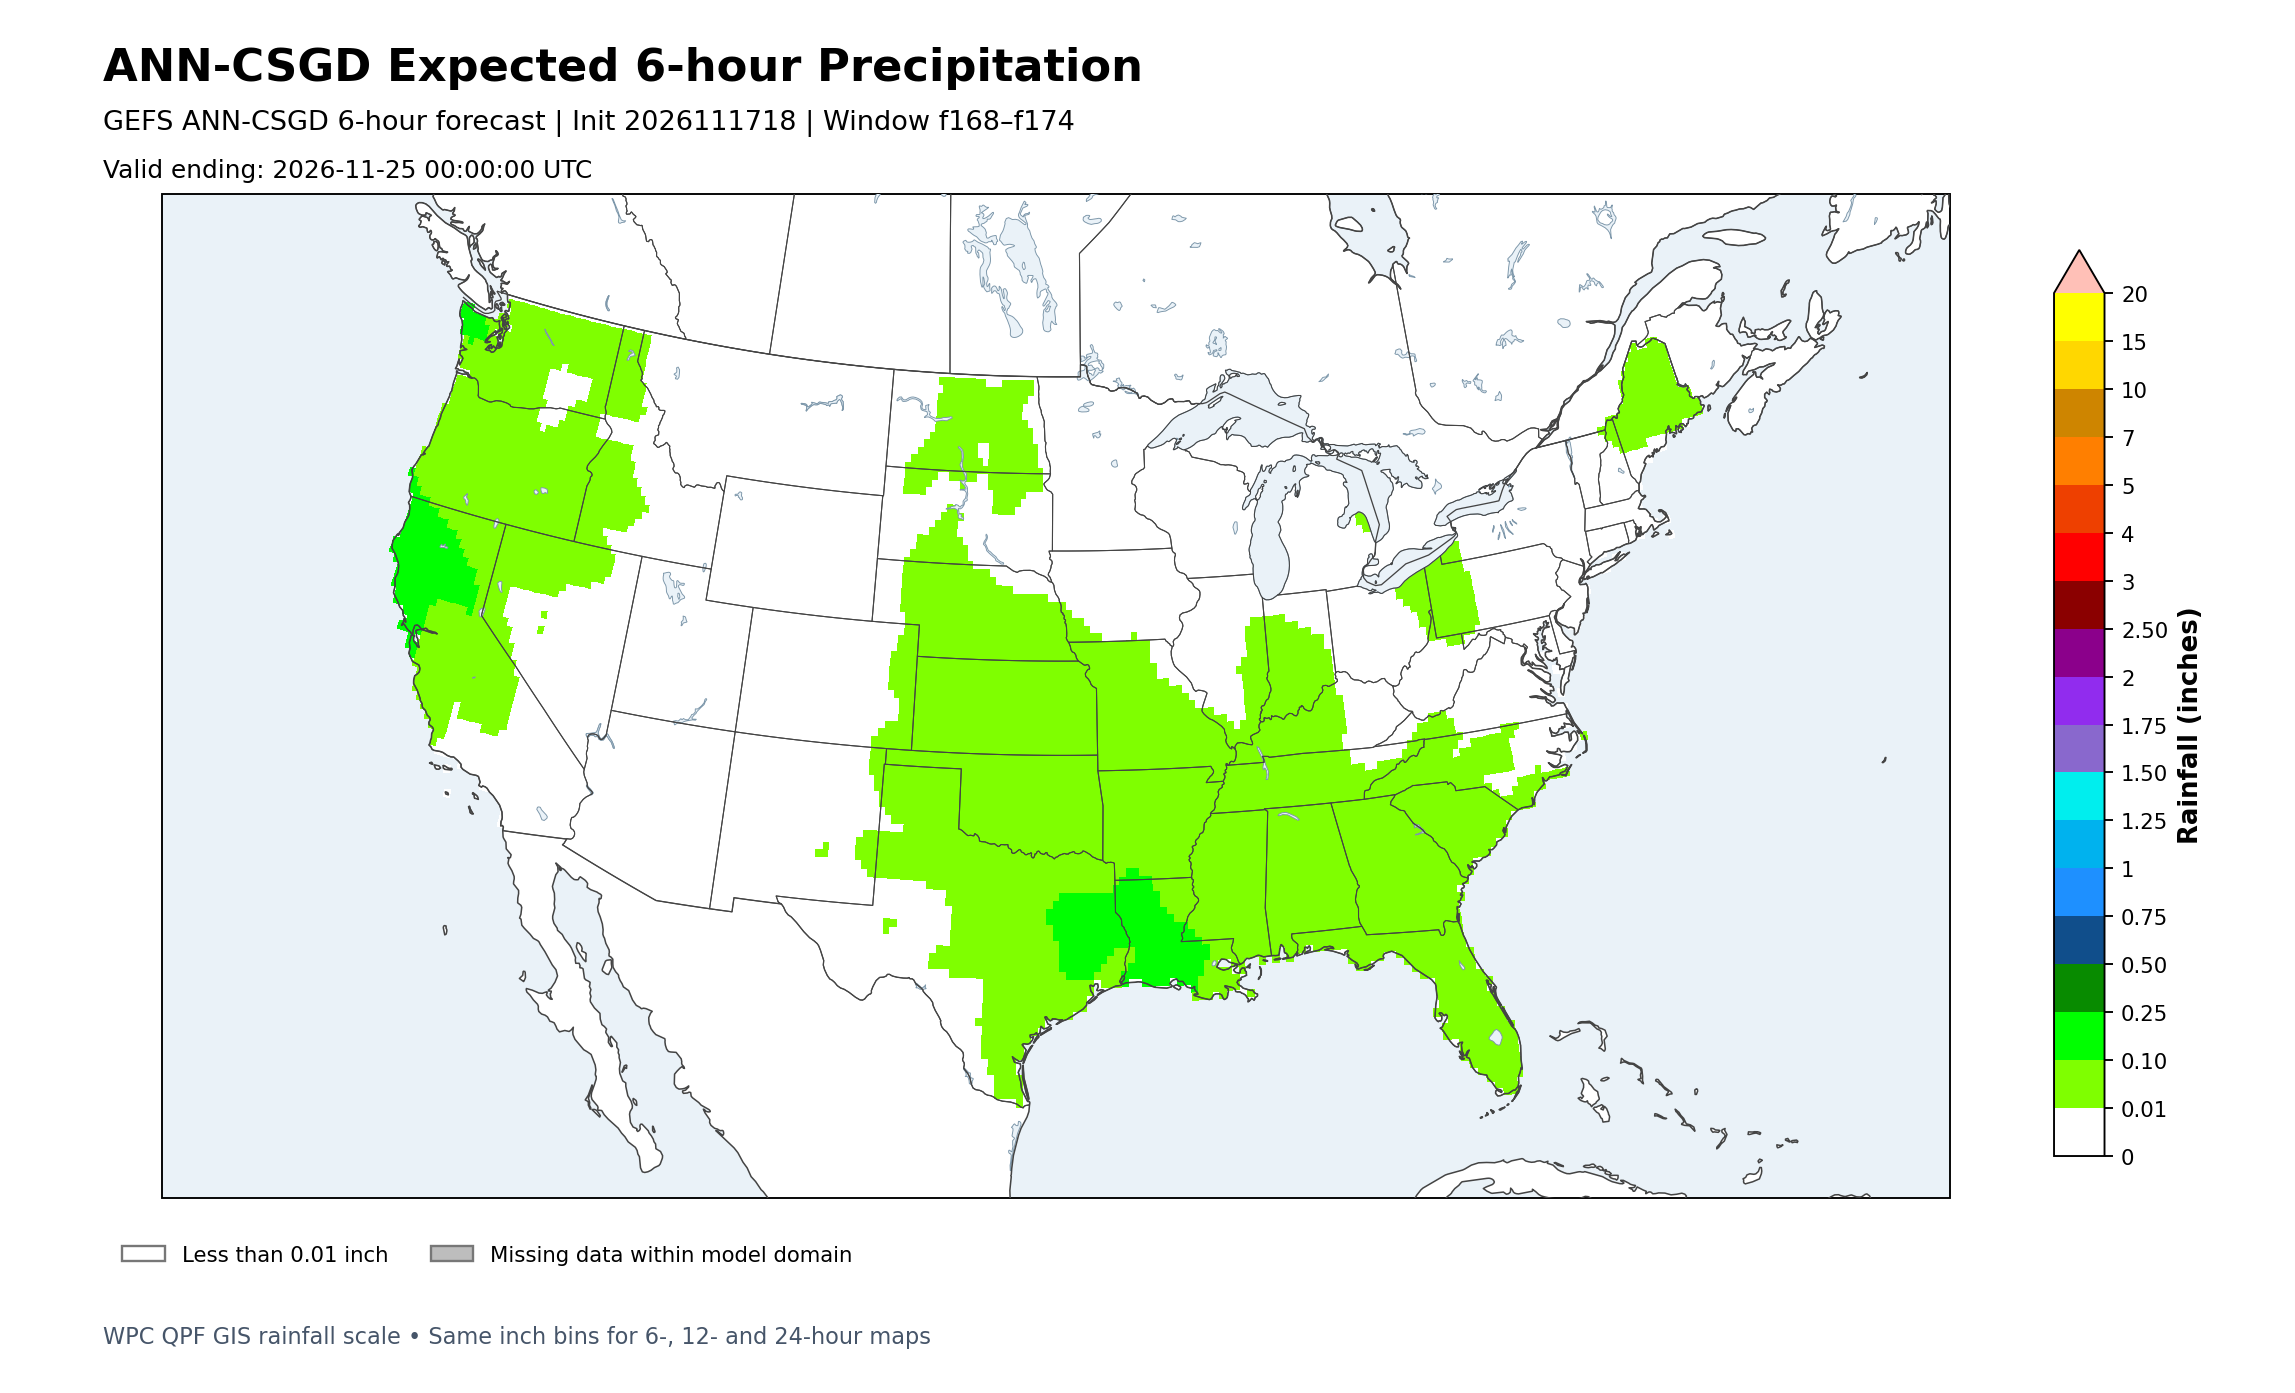 ANN-CSGD Expected 6-hour Precipitation
GEFS ANN-CSGD 6-hour forecast | Init 2026111718 | Window f168–f174
Valid ending: 2026-11-25 00:00:00 UTC
20
15
10
7
5
4
3
2.50
2
1.75
1.50
1.25
1
0.75
0.50
0.25
0.10
0.01
0
Rainfall (inches)
Less than 0.01 inch
Missing data within model domain
WPC QPF GIS rainfall scale • Same inch bins for 6-, 12- and 24-hour maps